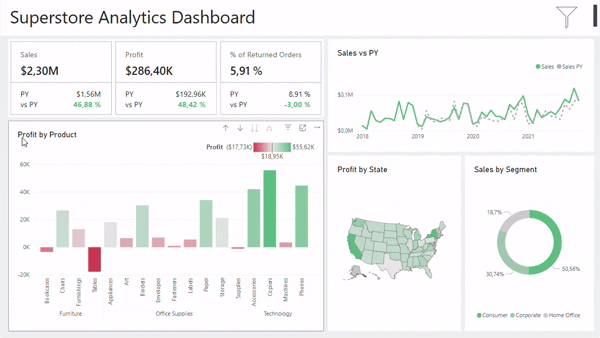 Superstore Analytics Dashboard
Sales
$2,30M
PY $1,56M
vs PY 46,88 %
Profit
$286,40K
PY $192,96K
vs PY 48,42 %
% of Returned Orders
5,91 %
PY 8,91 %
vs PY -3,00 %
Sales vs PY
Sales Sales PY
$0,1M
$0,0M
2018 2019 2020 2021
Profit by Product
Profit ($17,73K) $55,62K
$18,95K
60K
40K
20K
0K
-20K
Bookcases
Chairs
Furnishings
Tables
Appliances
Art
Binders
Envelopes
Fasteners
Labels
Paper
Storage
Supplies
Accessories
Copiers
Machines
Phones
Furniture Office Supplies Technology
Profit by State
Sales by Segment
18,7%
30,74%
50,56%
Consumer Corporate Home Office